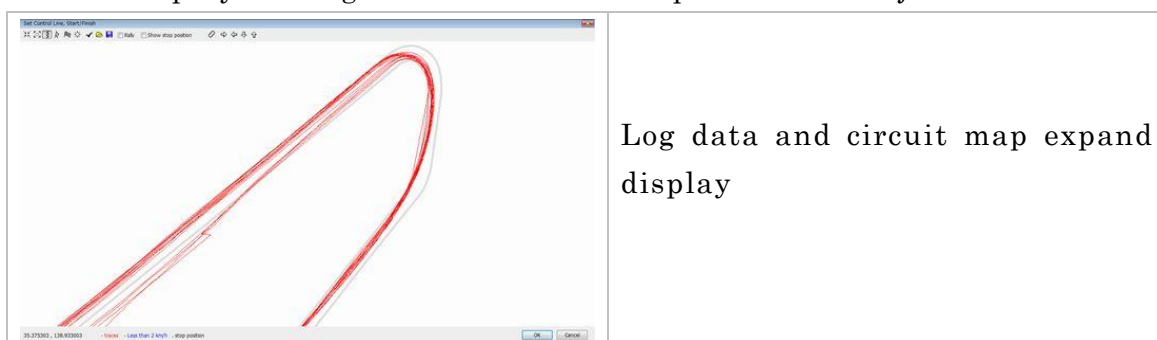 Set Control Line, Start/Finish
Rally
Show stop position
Log data and circuit map expand
display
35.375303 , 138.933003 - traces - Less than 2 km/h . stop position
OK
Cancel